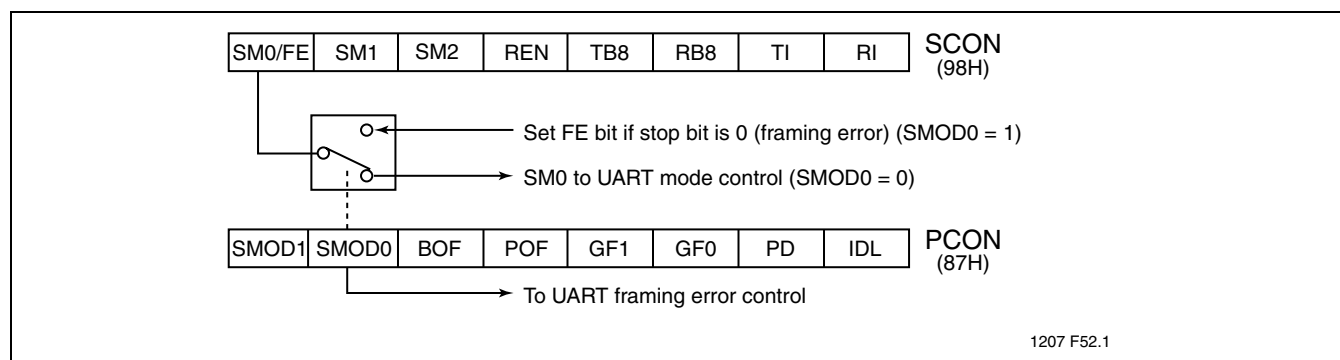 SM0/FE SM1 SM2 REN TB8 RB8 TI RI SCON
(98H)
Set FE bit if stop bit is 0 (framing error) (SMOD0 = 1)
SM0 to UART mode control (SMOD0 = 0)
SMOD1 SMOD0 BOF POF GF1 GF0 PD IDL PCON
(87H)
To UART framing error control
1207 F52.1